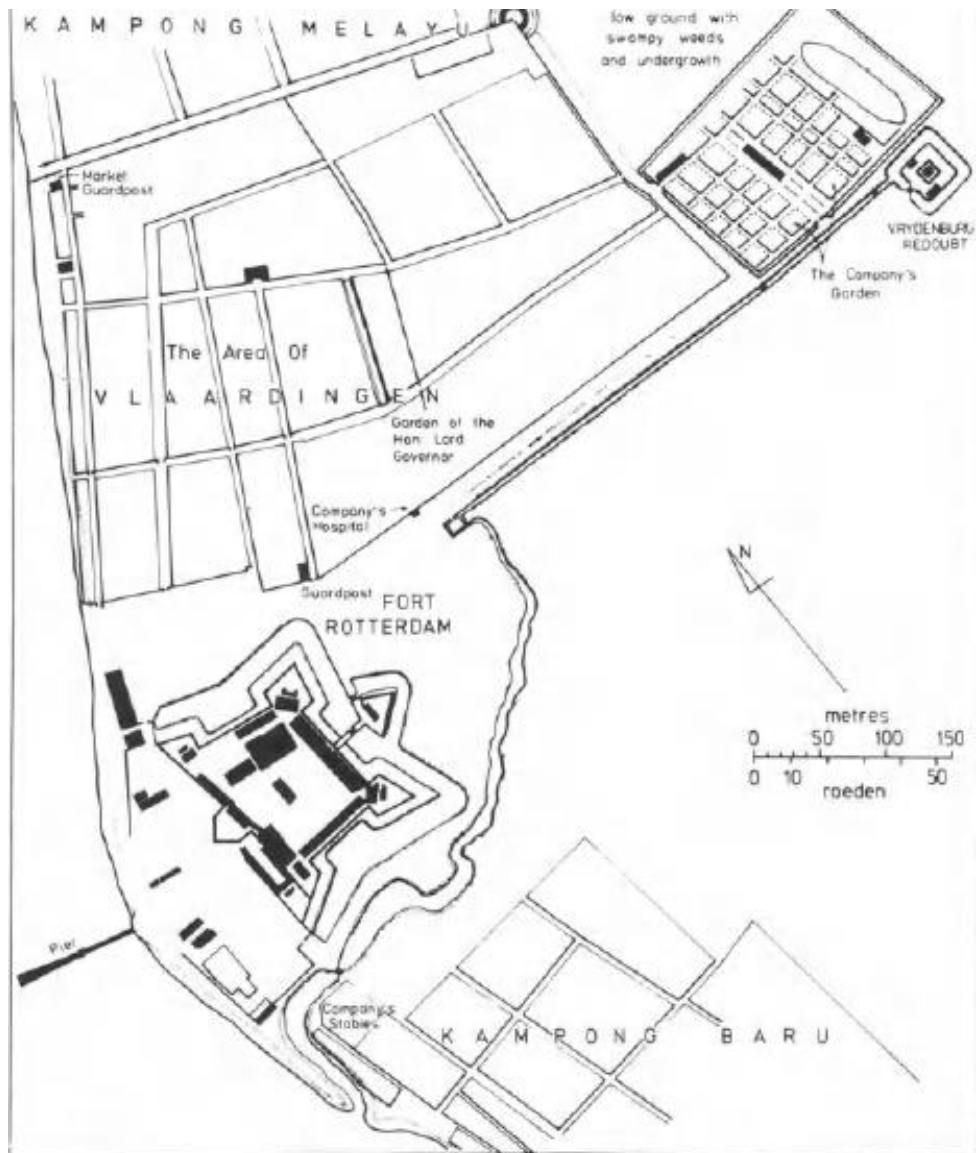 KAMPONG MELAYU
low ground with
swampy weeds
and undergrowth
Market
Guardpost
VRYDENBURG
REDOUBT
The Company's
Garden
The Area Of
VLAARDINGEN
Garden of the
Hon. Lord
Governor
Company's
Hospital
Guardpost
FORT
ROTTERDAM
N
metres
0 50 100 150
0 10 50
roeden
Pier
Company's
Stables
KAMPONG BARU